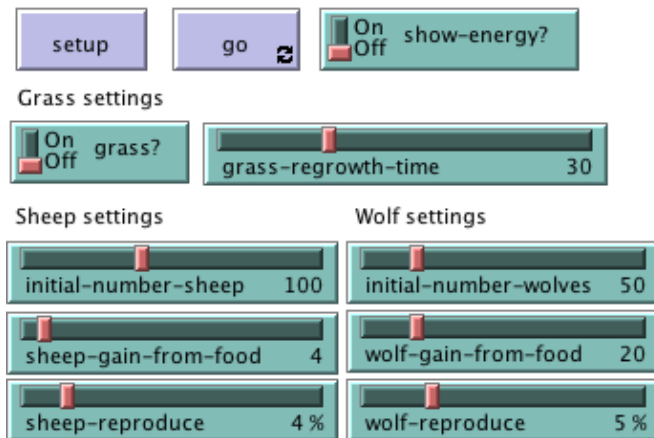 setup
go
On
Off
show-energy?
Grass settings
On
Off
grass?
grass-regrowth-time 30
Sheep settings
Wolf settings
initial-number-sheep 100
initial-number-wolves 50
sheep-gain-from-food 4
wolf-gain-from-food 20
sheep-reproduce 4 %
wolf-reproduce 5 %